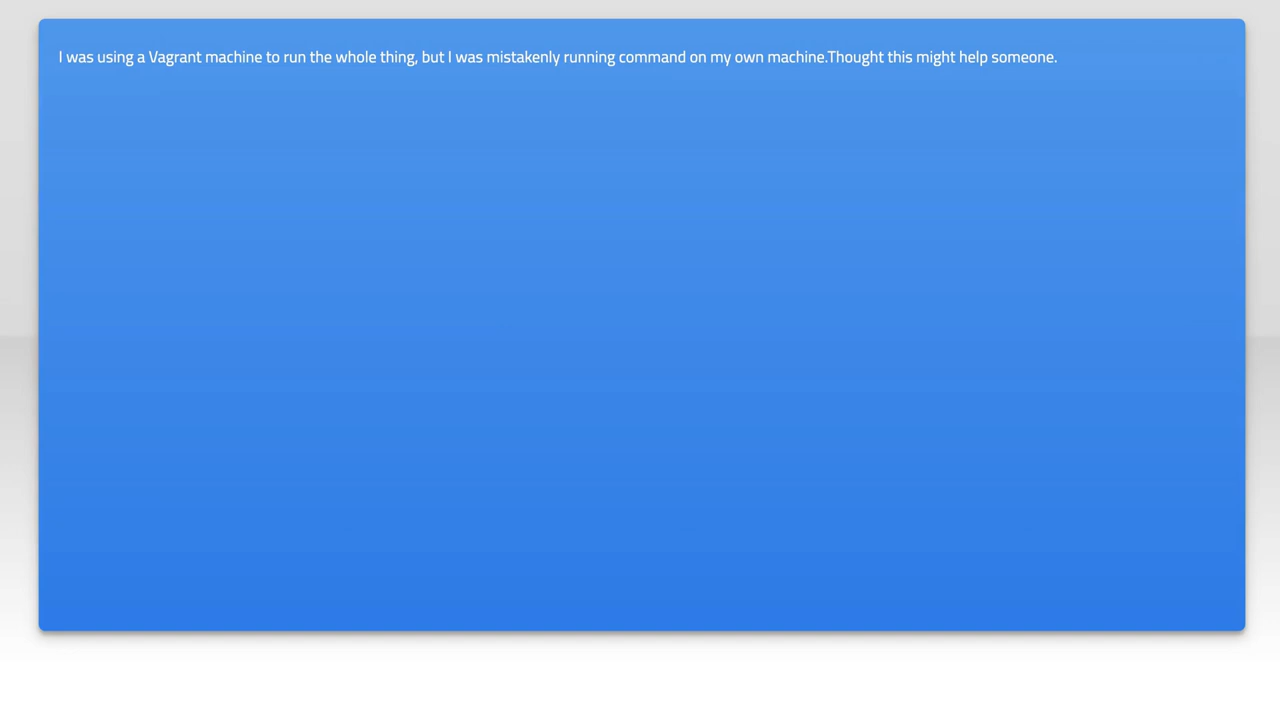 I was using a Vagrant machine to run the whole thing, but I was mistakenly running command on my own machine.Thought this might help someone.